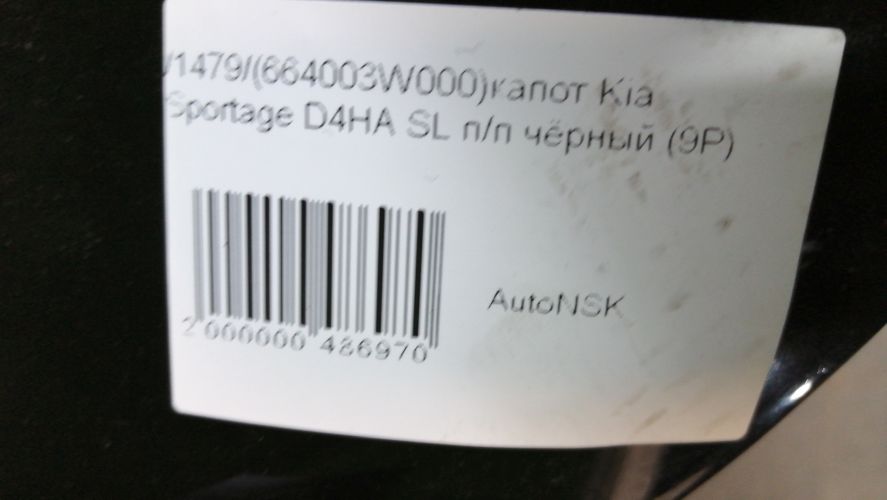 /1479/(664003W000)капот Kia
Sportage D4HA SL п/п чёрный (9P)
AutoNSK
2 000000 486970